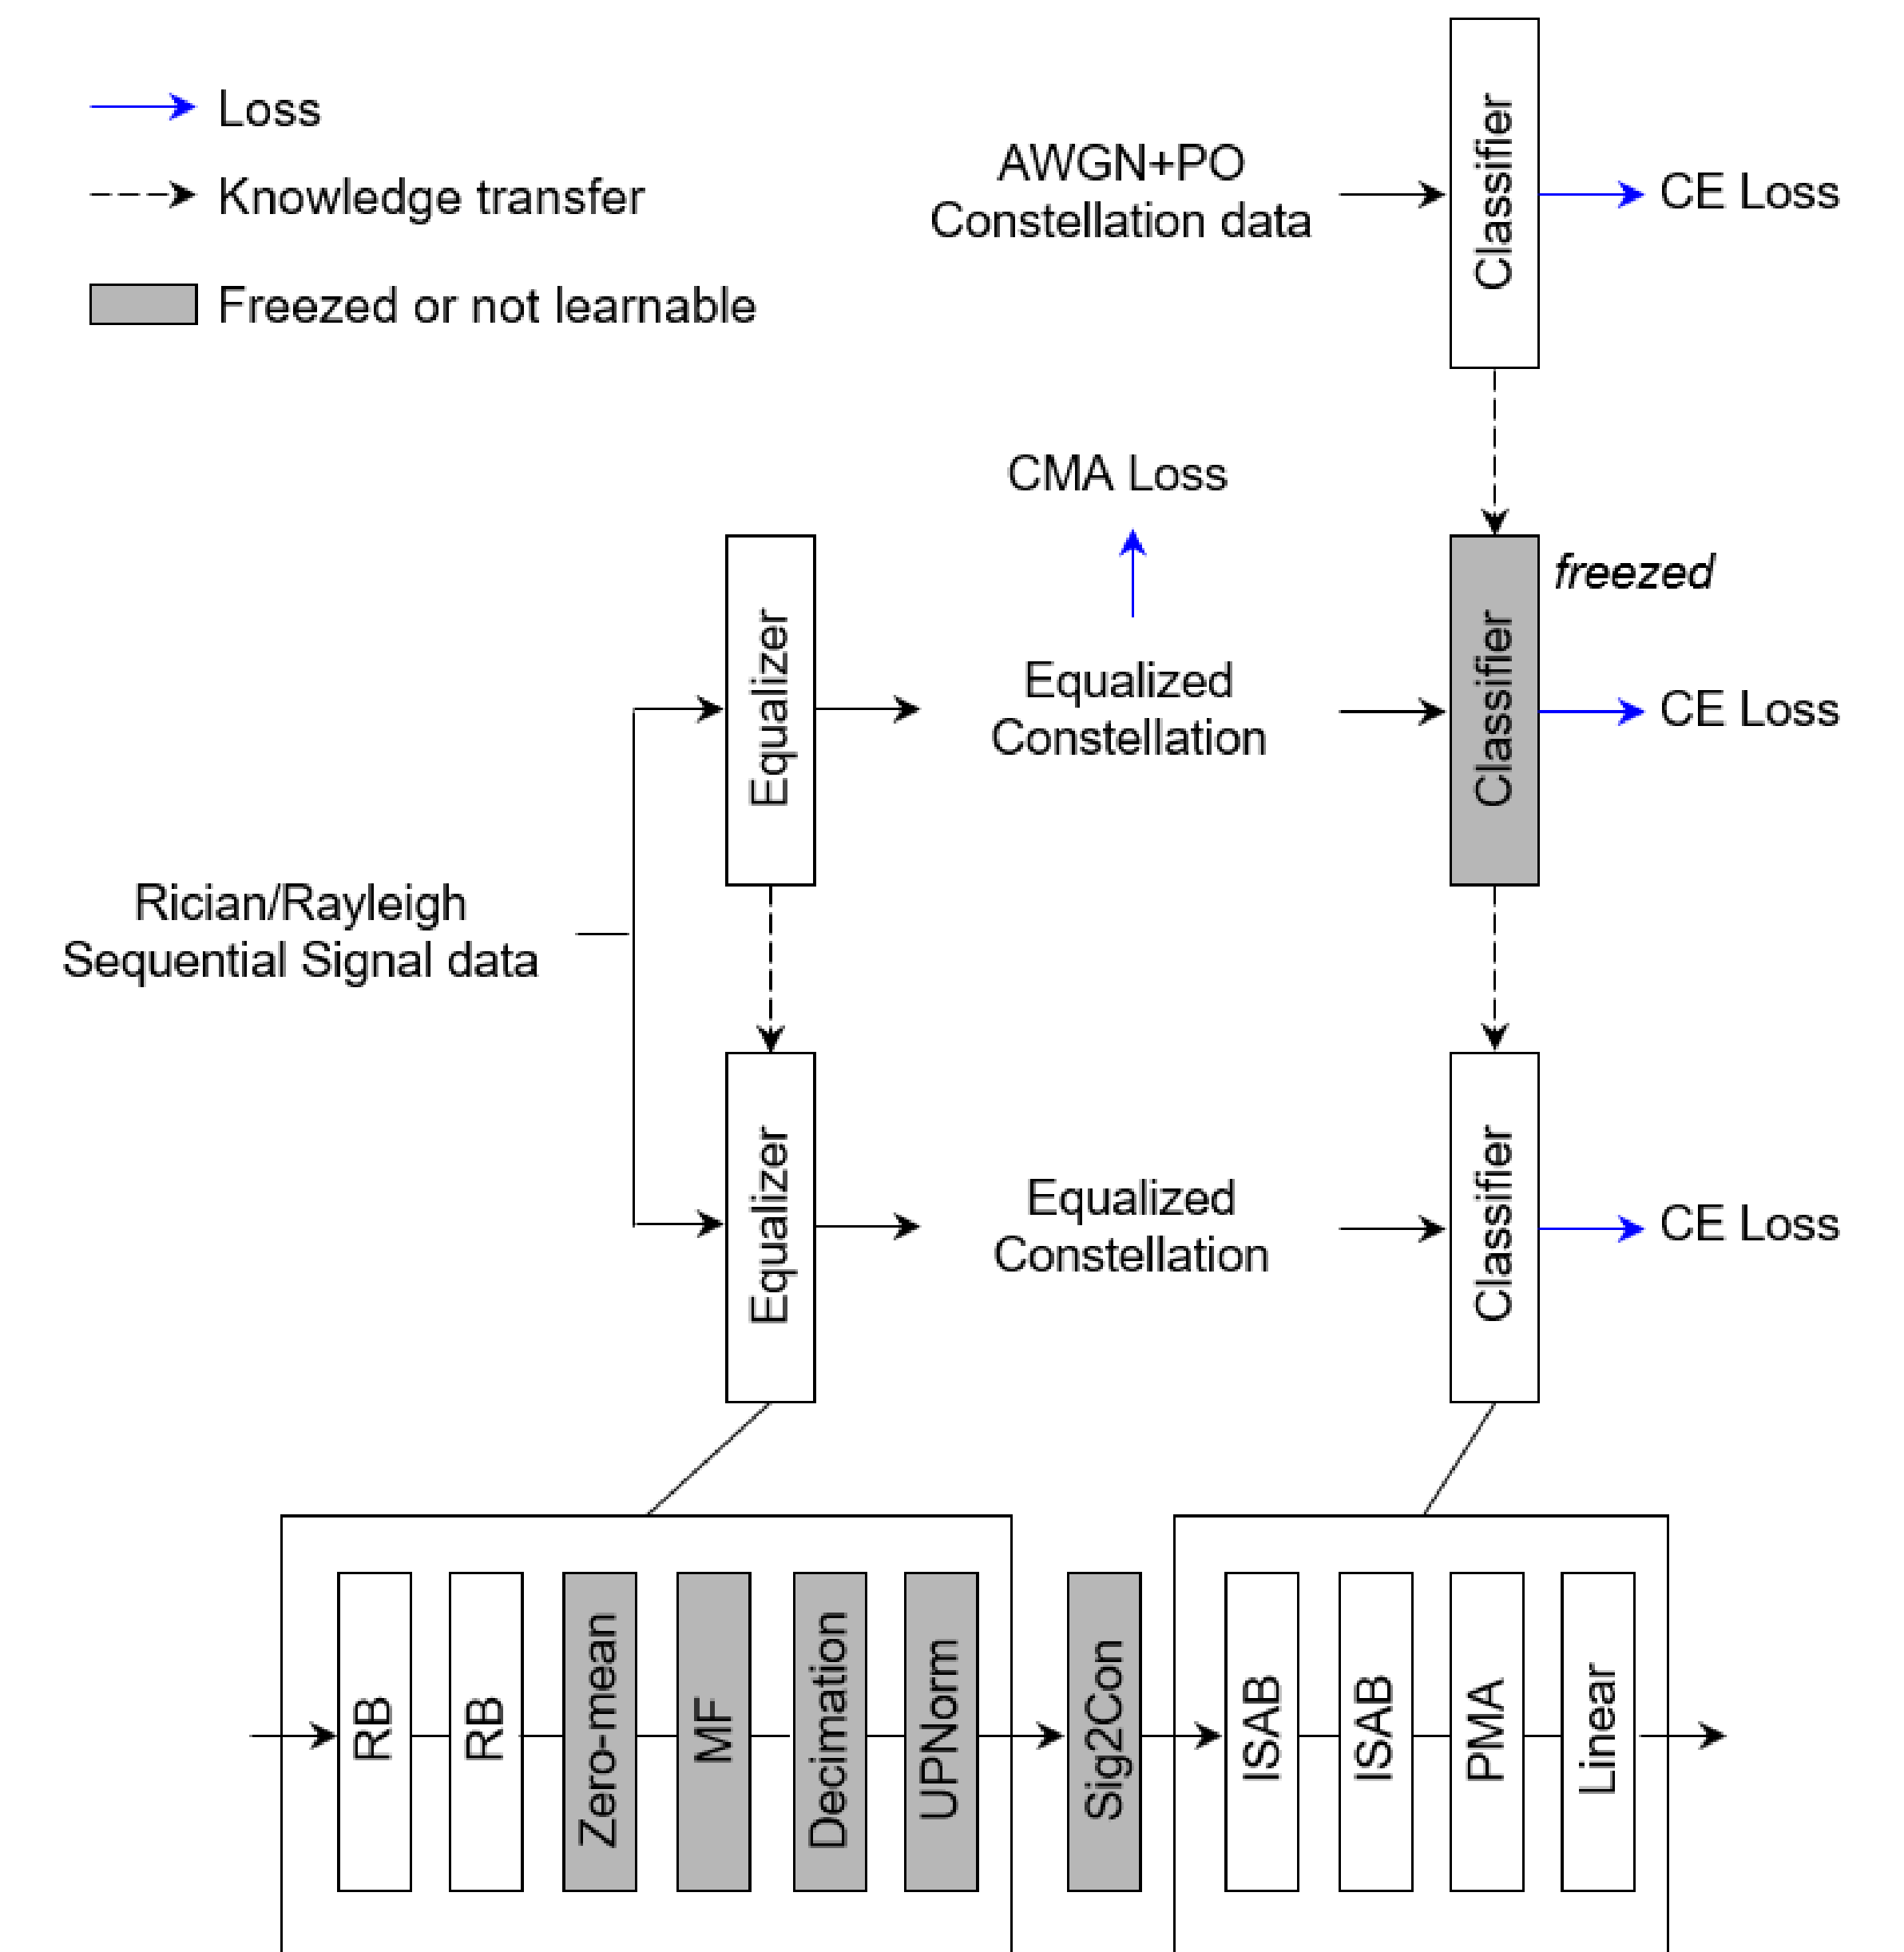 Loss
Knowledge transfer
Freezed or not learnable
AWGN+PO
Constellation data
Classifier
CE Loss
CMA Loss
Equalizer
Equalized
Constellation
Classifier
freezed
CE Loss
Rician/Rayleigh
Sequential Signal data
Equalizer
Equalized
Constellation
Classifier
CE Loss
RB
RB
Zero-mean
MF
Decimation
UPNorm
Sig2Con
ISAB
ISAB
PMA
Linear